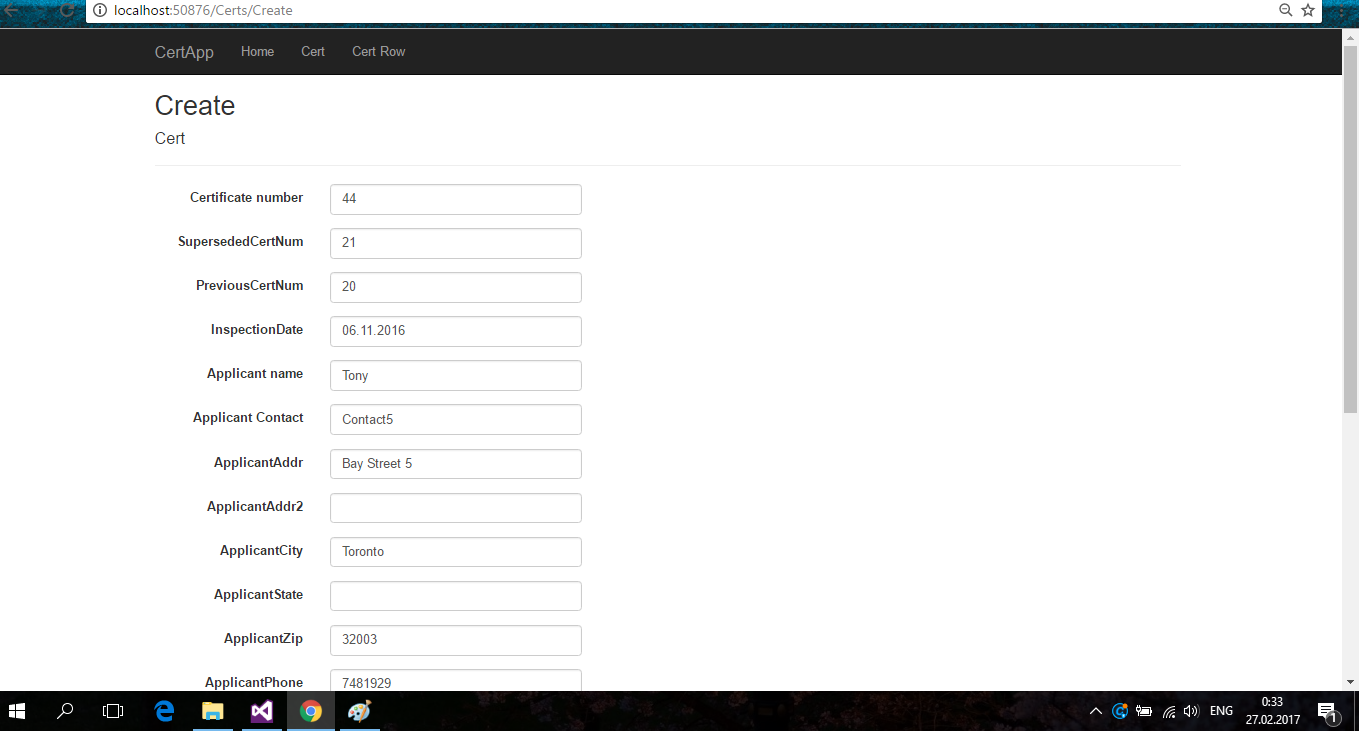 localhost:50876/Certs/Create
CertApp Home Cert Cert Row
Create
Cert
Certificate number 44
SupersededCertNum 21
PreviousCertNum 20
InspectionDate 06.11.2016
Applicant name Tony
Applicant Contact Contact5
ApplicantAddr Bay Street 5
ApplicantAddr2
ApplicantCity Toronto
ApplicantState
ApplicantZip 32003
ApplicantPhone 7481929
ENG
0:33
27.02.2017
1